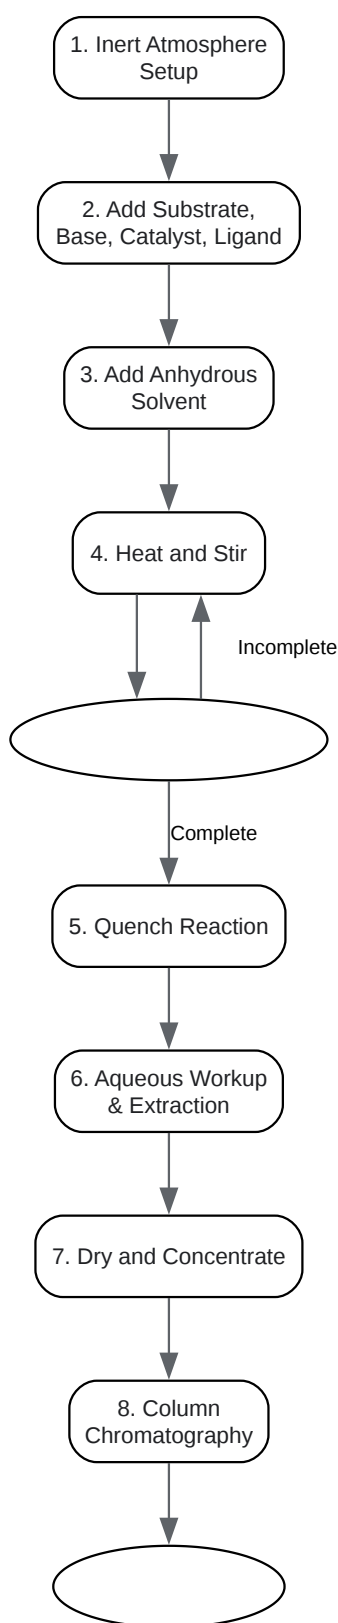 1. Inert Atmosphere
Setup
2. Add Substrate,
Base, Catalyst, Ligand
3. Add Anhydrous
Solvent
4. Heat and Stir
Incomplete
Complete
5. Quench Reaction
6. Aqueous Workup
& Extraction
7. Dry and Concentrate
8. Column
Chromatography